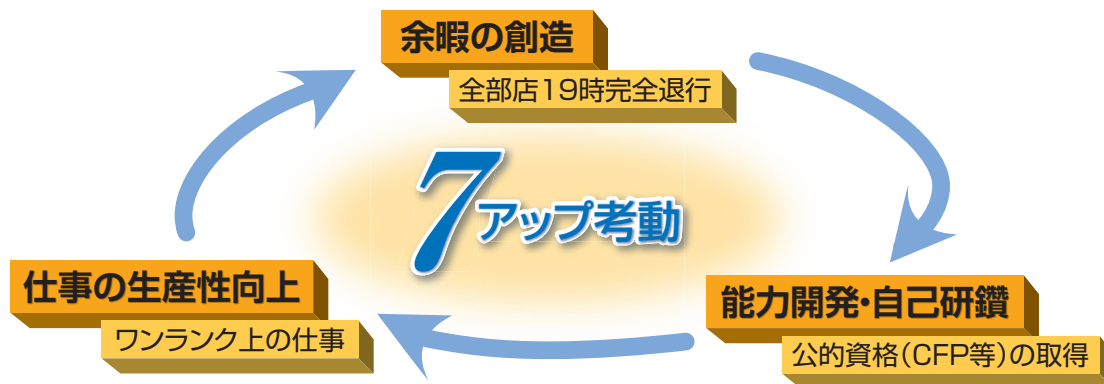 余暇の創造
全部店19時完全退行
7アップ考動
仕事の生産性向上
ワンランク上の仕事
能力開発・自己研鑽
公的資格(CFP等)の取得